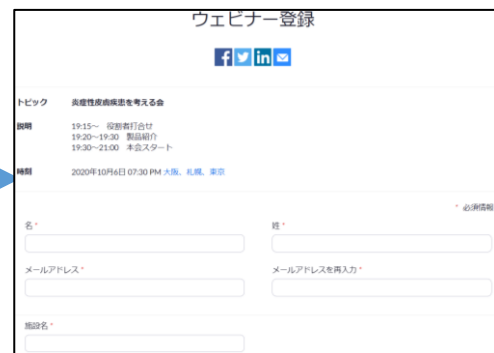 ウェビナー登録
トピック 炎症性皮膚疾患を考える会
説明 19:15～ 役割者打合せ
19:20～19:30 製品紹介
19:30～21:00 本会スタート
時間 2020年10月6日 07:30 PM 大阪、札幌、東京
* 必須情報
名 * 姓 *
メールアドレス * メールアドレスを再入力 *
施設名 *